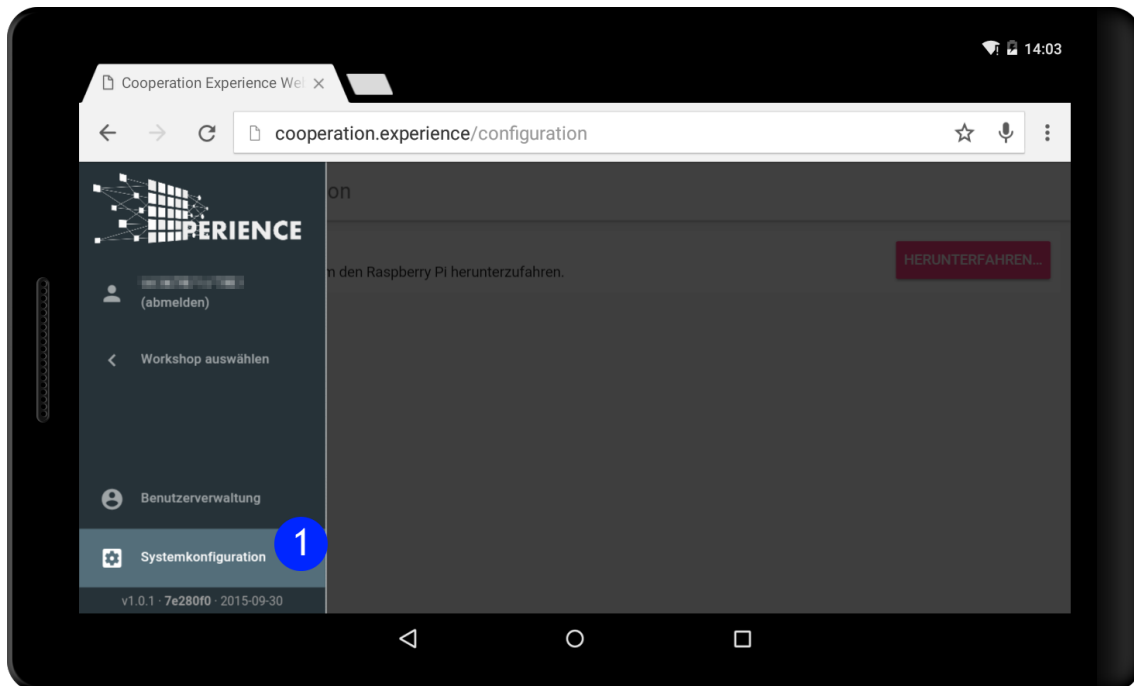 14:03
Cooperation Experience We
cooperation.experience/configuration
PERIENCE
on
den Raspberry Pi herunterzufahren.
HERUNTERFAHREN...
(abmelden)
Workshop auswählen
Benutzerverwaltung
Systemkonfiguration
1
v1.0.1 · 7e280f0 · 2015-09-30